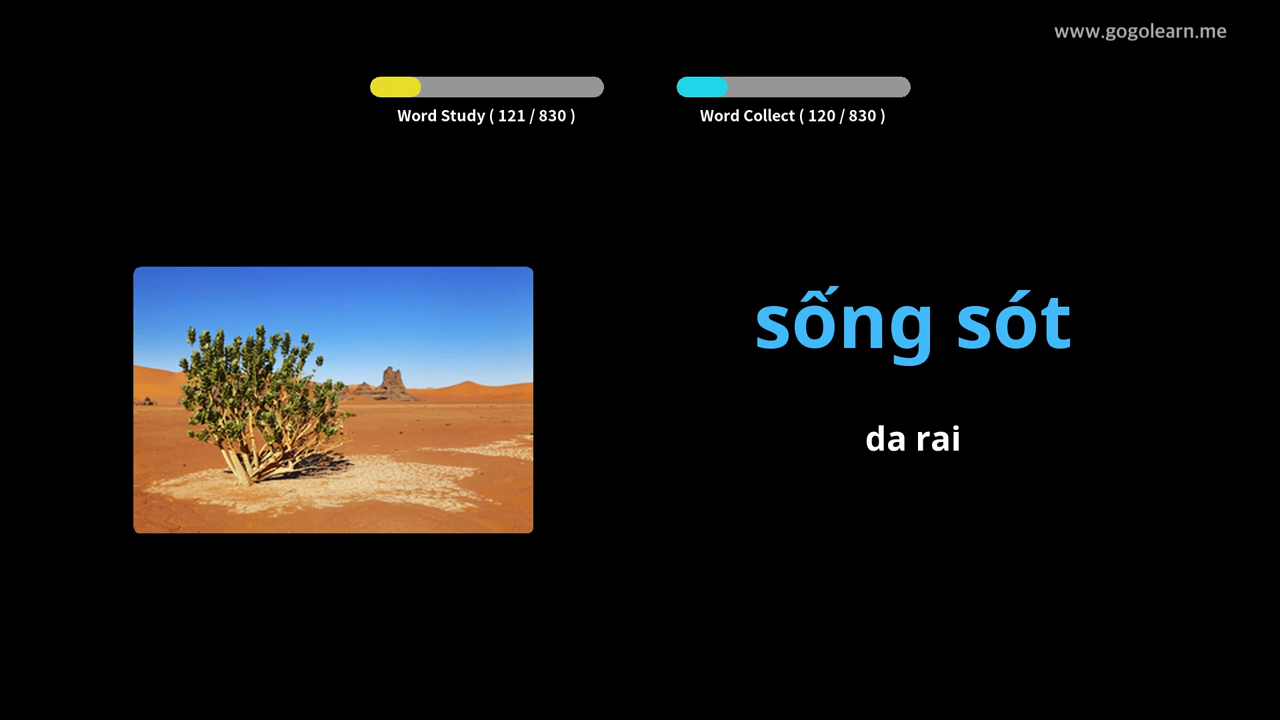 www.gogolearn.me
Word Study ( 121 / 830 )
Word Collect ( 120 / 830 )
sống sót
da rai